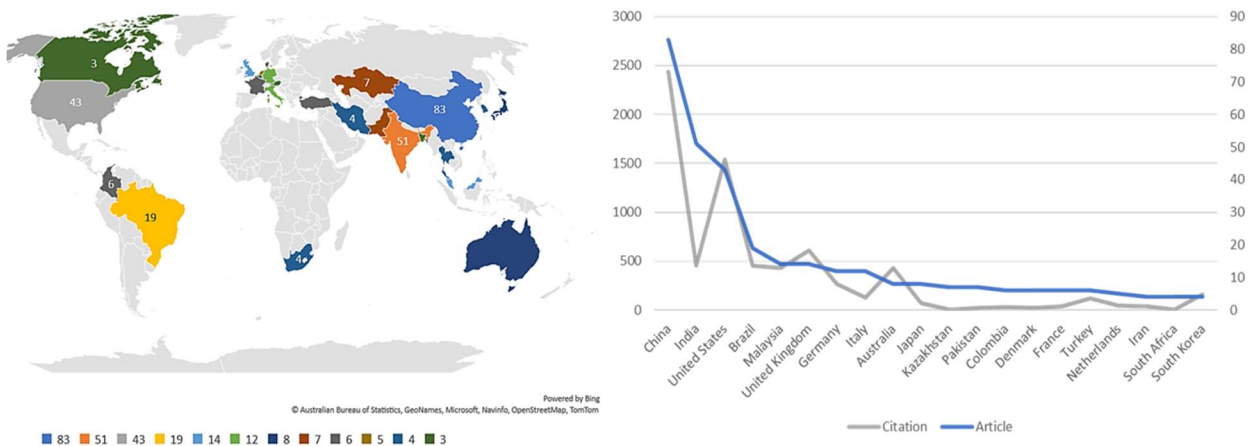 3
43
6
19
4
4
7
83
51
Powered by Bing
© Australian Bureau of Statistics, GeoNames, Microsoft, Navinfo, OpenStreetMap, TomTom
83 51 43 19 14 12 8 7 6 5 4 3
3000 90
2500 80
2000 70
1500 60
1000 50
500 40
0 30
20
10
0
China
India
United States
Brazil
Malaysia
United Kingdom
Germany
Italy
Australia
Japan
Kazakhstan
Pakistan
Colombia
Denmark
France
Turkey
Netherlands
Iran
South Africa
South Korea
Citation Article